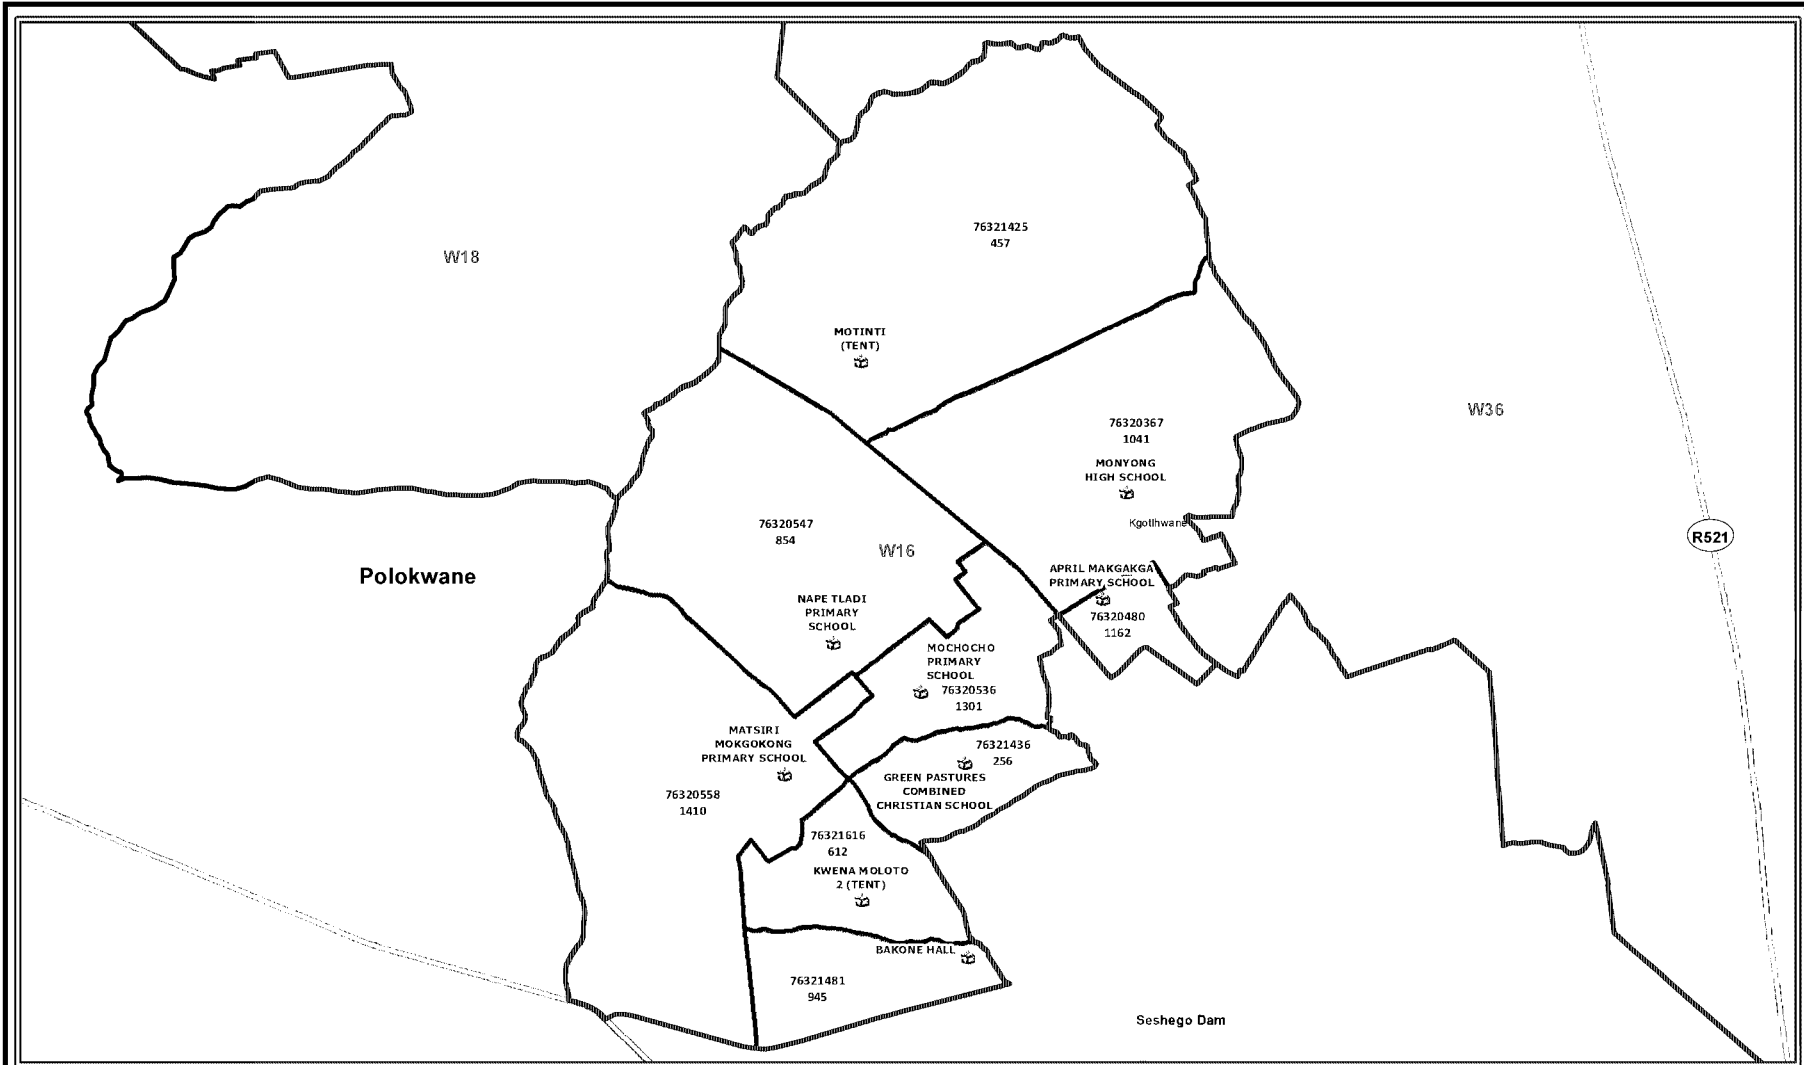 76321425
457
W18
MOTINTI
(TENT)
W36
76320367
1041
MONYONG
HIGH SCHOOL
Kgotlhwane
76320547
854
W16
R521
Polokwane
APRIL MAKGAKGA
PRIMARY SCHOOL
76320480
1162
NAPE TLADI
PRIMARY
SCHOOL
MOCHOCHO
PRIMARY
SCHOOL
76320536
1301
MATSIRI
MOKGOKONG
PRIMARY SCHOOL
76321436
256
GREEN PASTURES
COMBINED
CHRISTIAN SCHOOL
76320558
1410
76321616
612
KWENA MOLOTO
2 (TENT)
BAKONE HALL
76321481
945
Seshego Dam